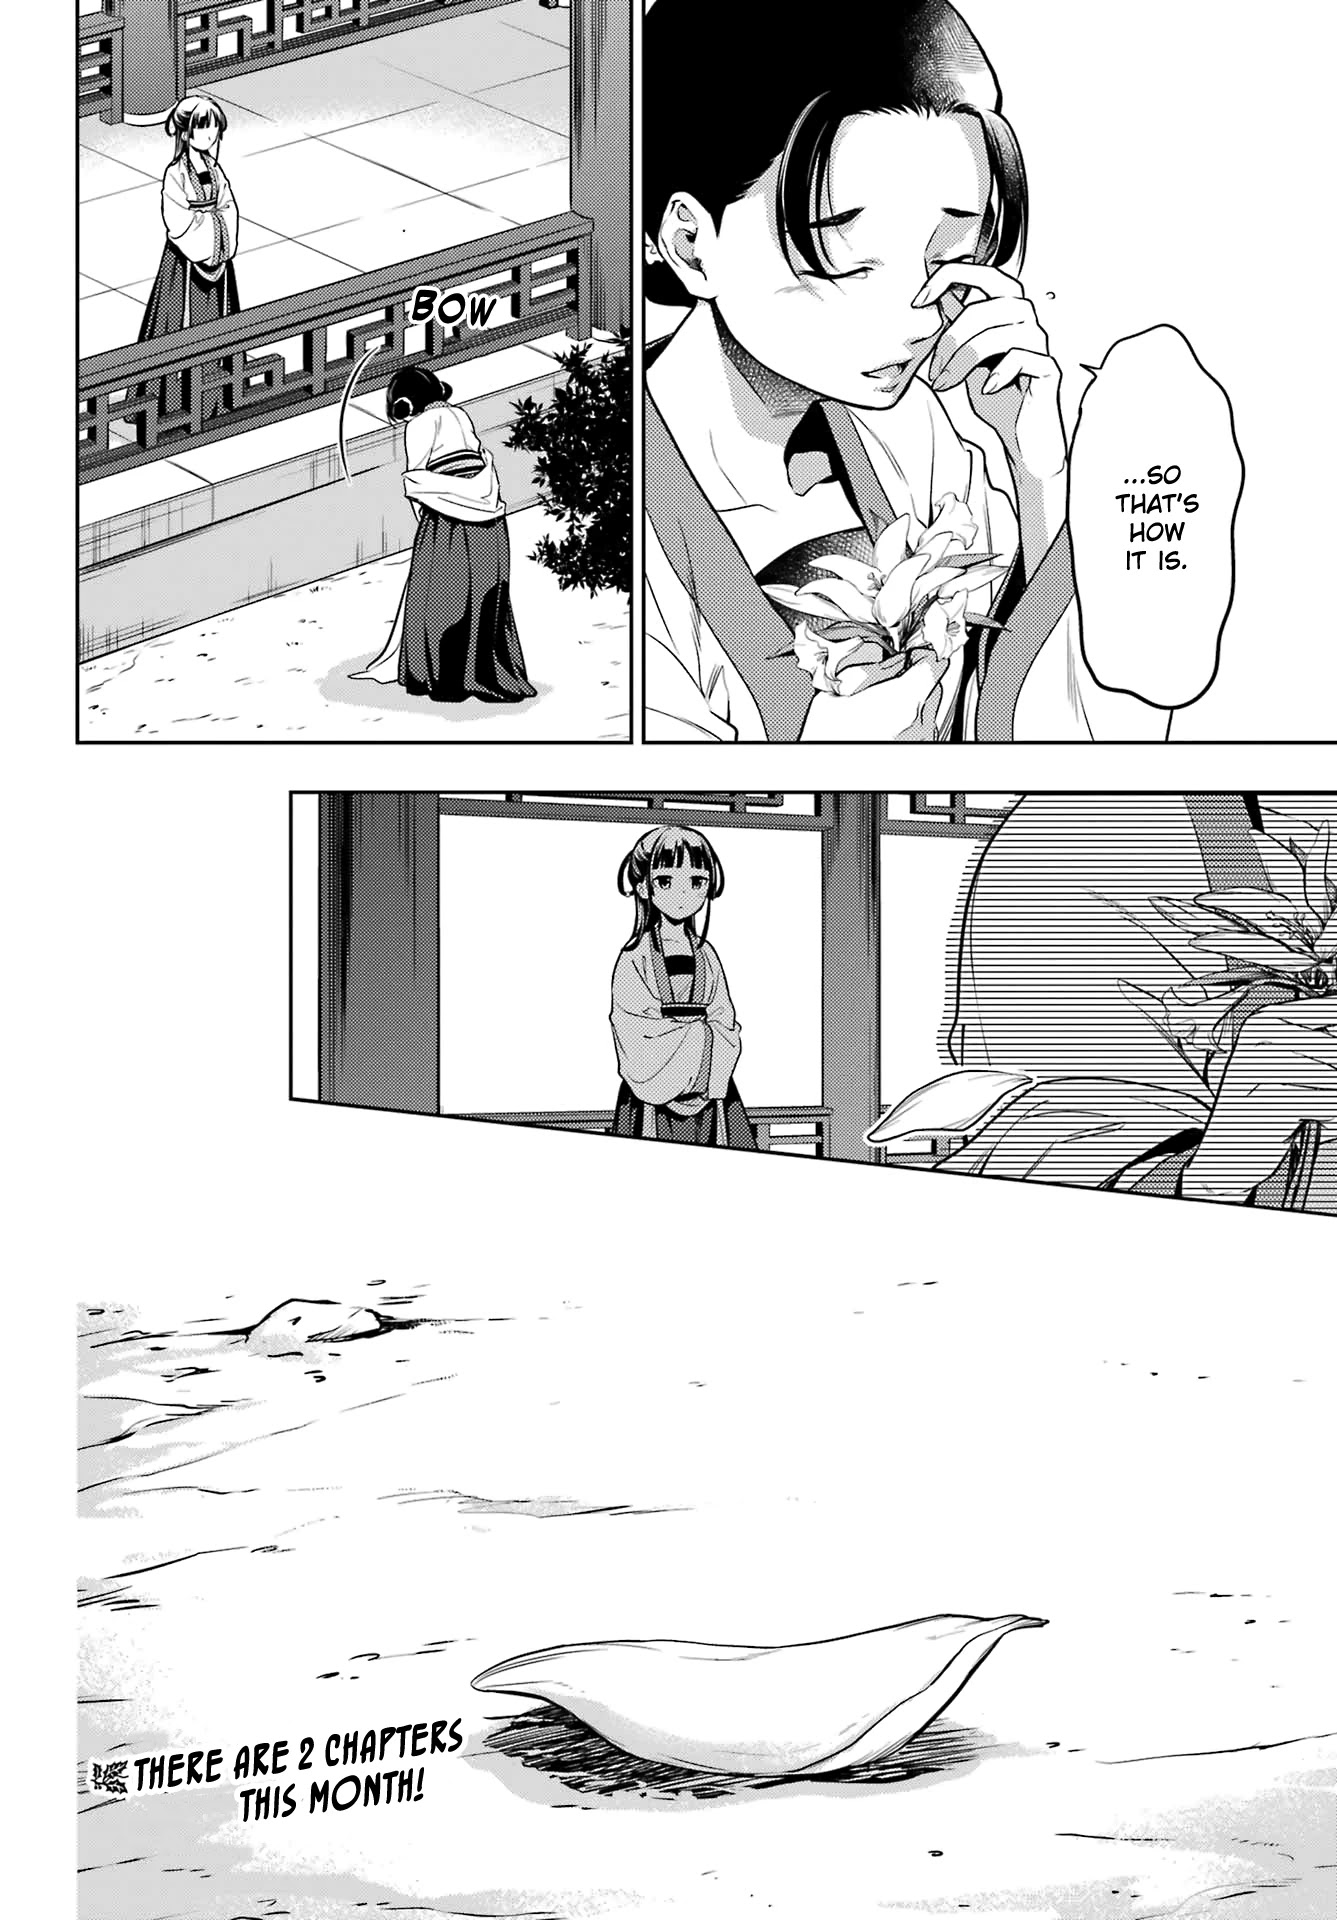 ...SO
THAT'S
HOW
IT IS.
BOW
THERE ARE 2 CHAPTERS
THIS MONTH!